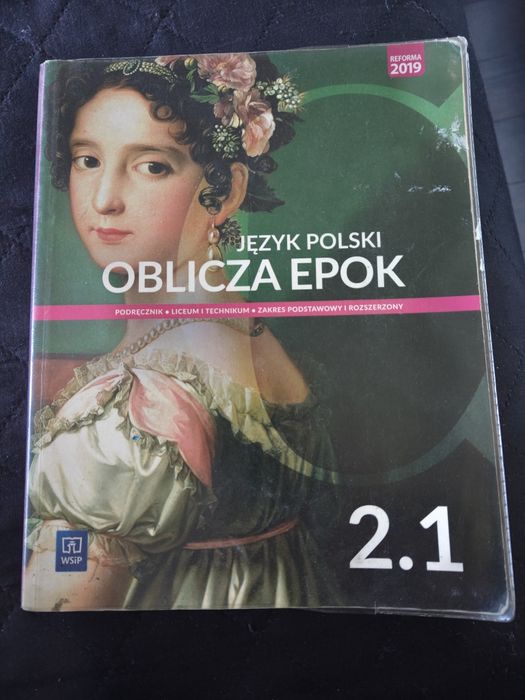 REFORMA
2019
JĘZYK POLSKI
OBLICZA EPOK
PODRĘCZNIK • LICEUM I TECHNIKUM • ZAKRES PODSTAWOWY I ROZSZERZONY
WSiP
2.1